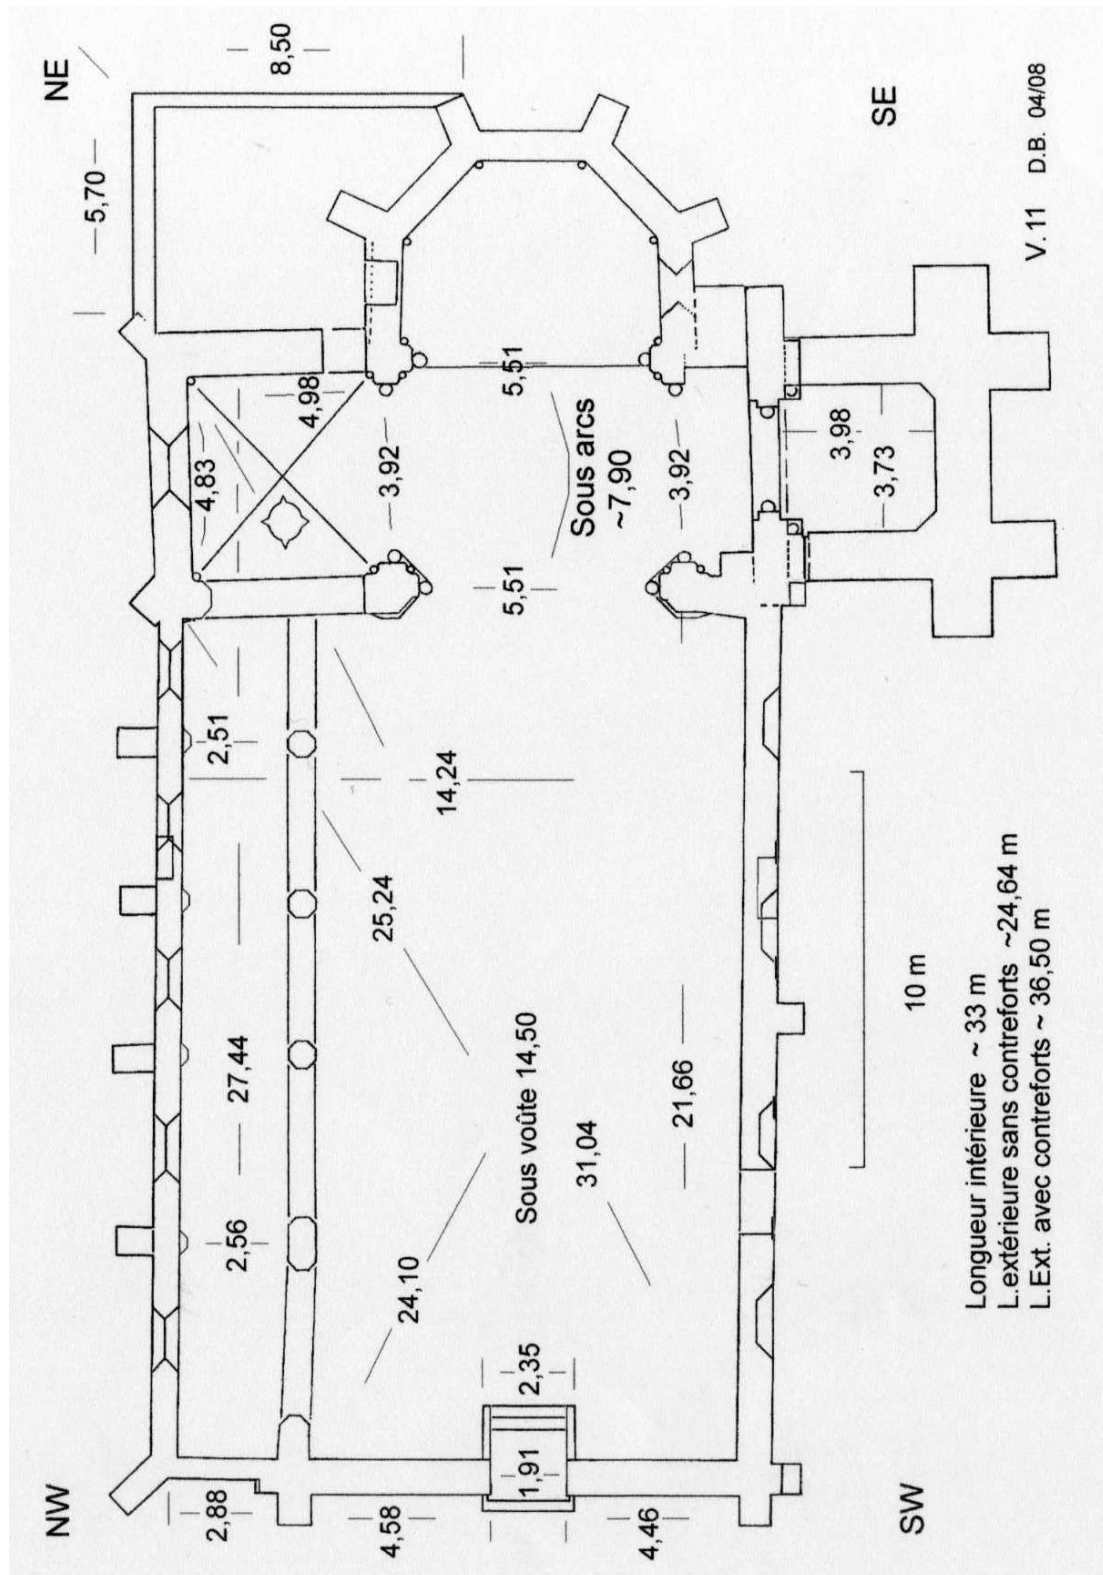 NE
8,50
5,70
SE
V.11 D.B. 04/08
4,98
5,51
4,83
3,92
Sous arcs
~7,90
3,92
3,98
3,73
5,51
2,51
14,24
25,24
10 m
27,44
Sous voûte 14,50
31,04
21,66
Longueur intérieure ~ 33 m
L.extérieure sans contreforts ~24,64 m
L.Ext. avec contreforts ~ 36,50 m
2,56
24,10
2,35
1,91
NW
2,88
4,58
4,46
SW